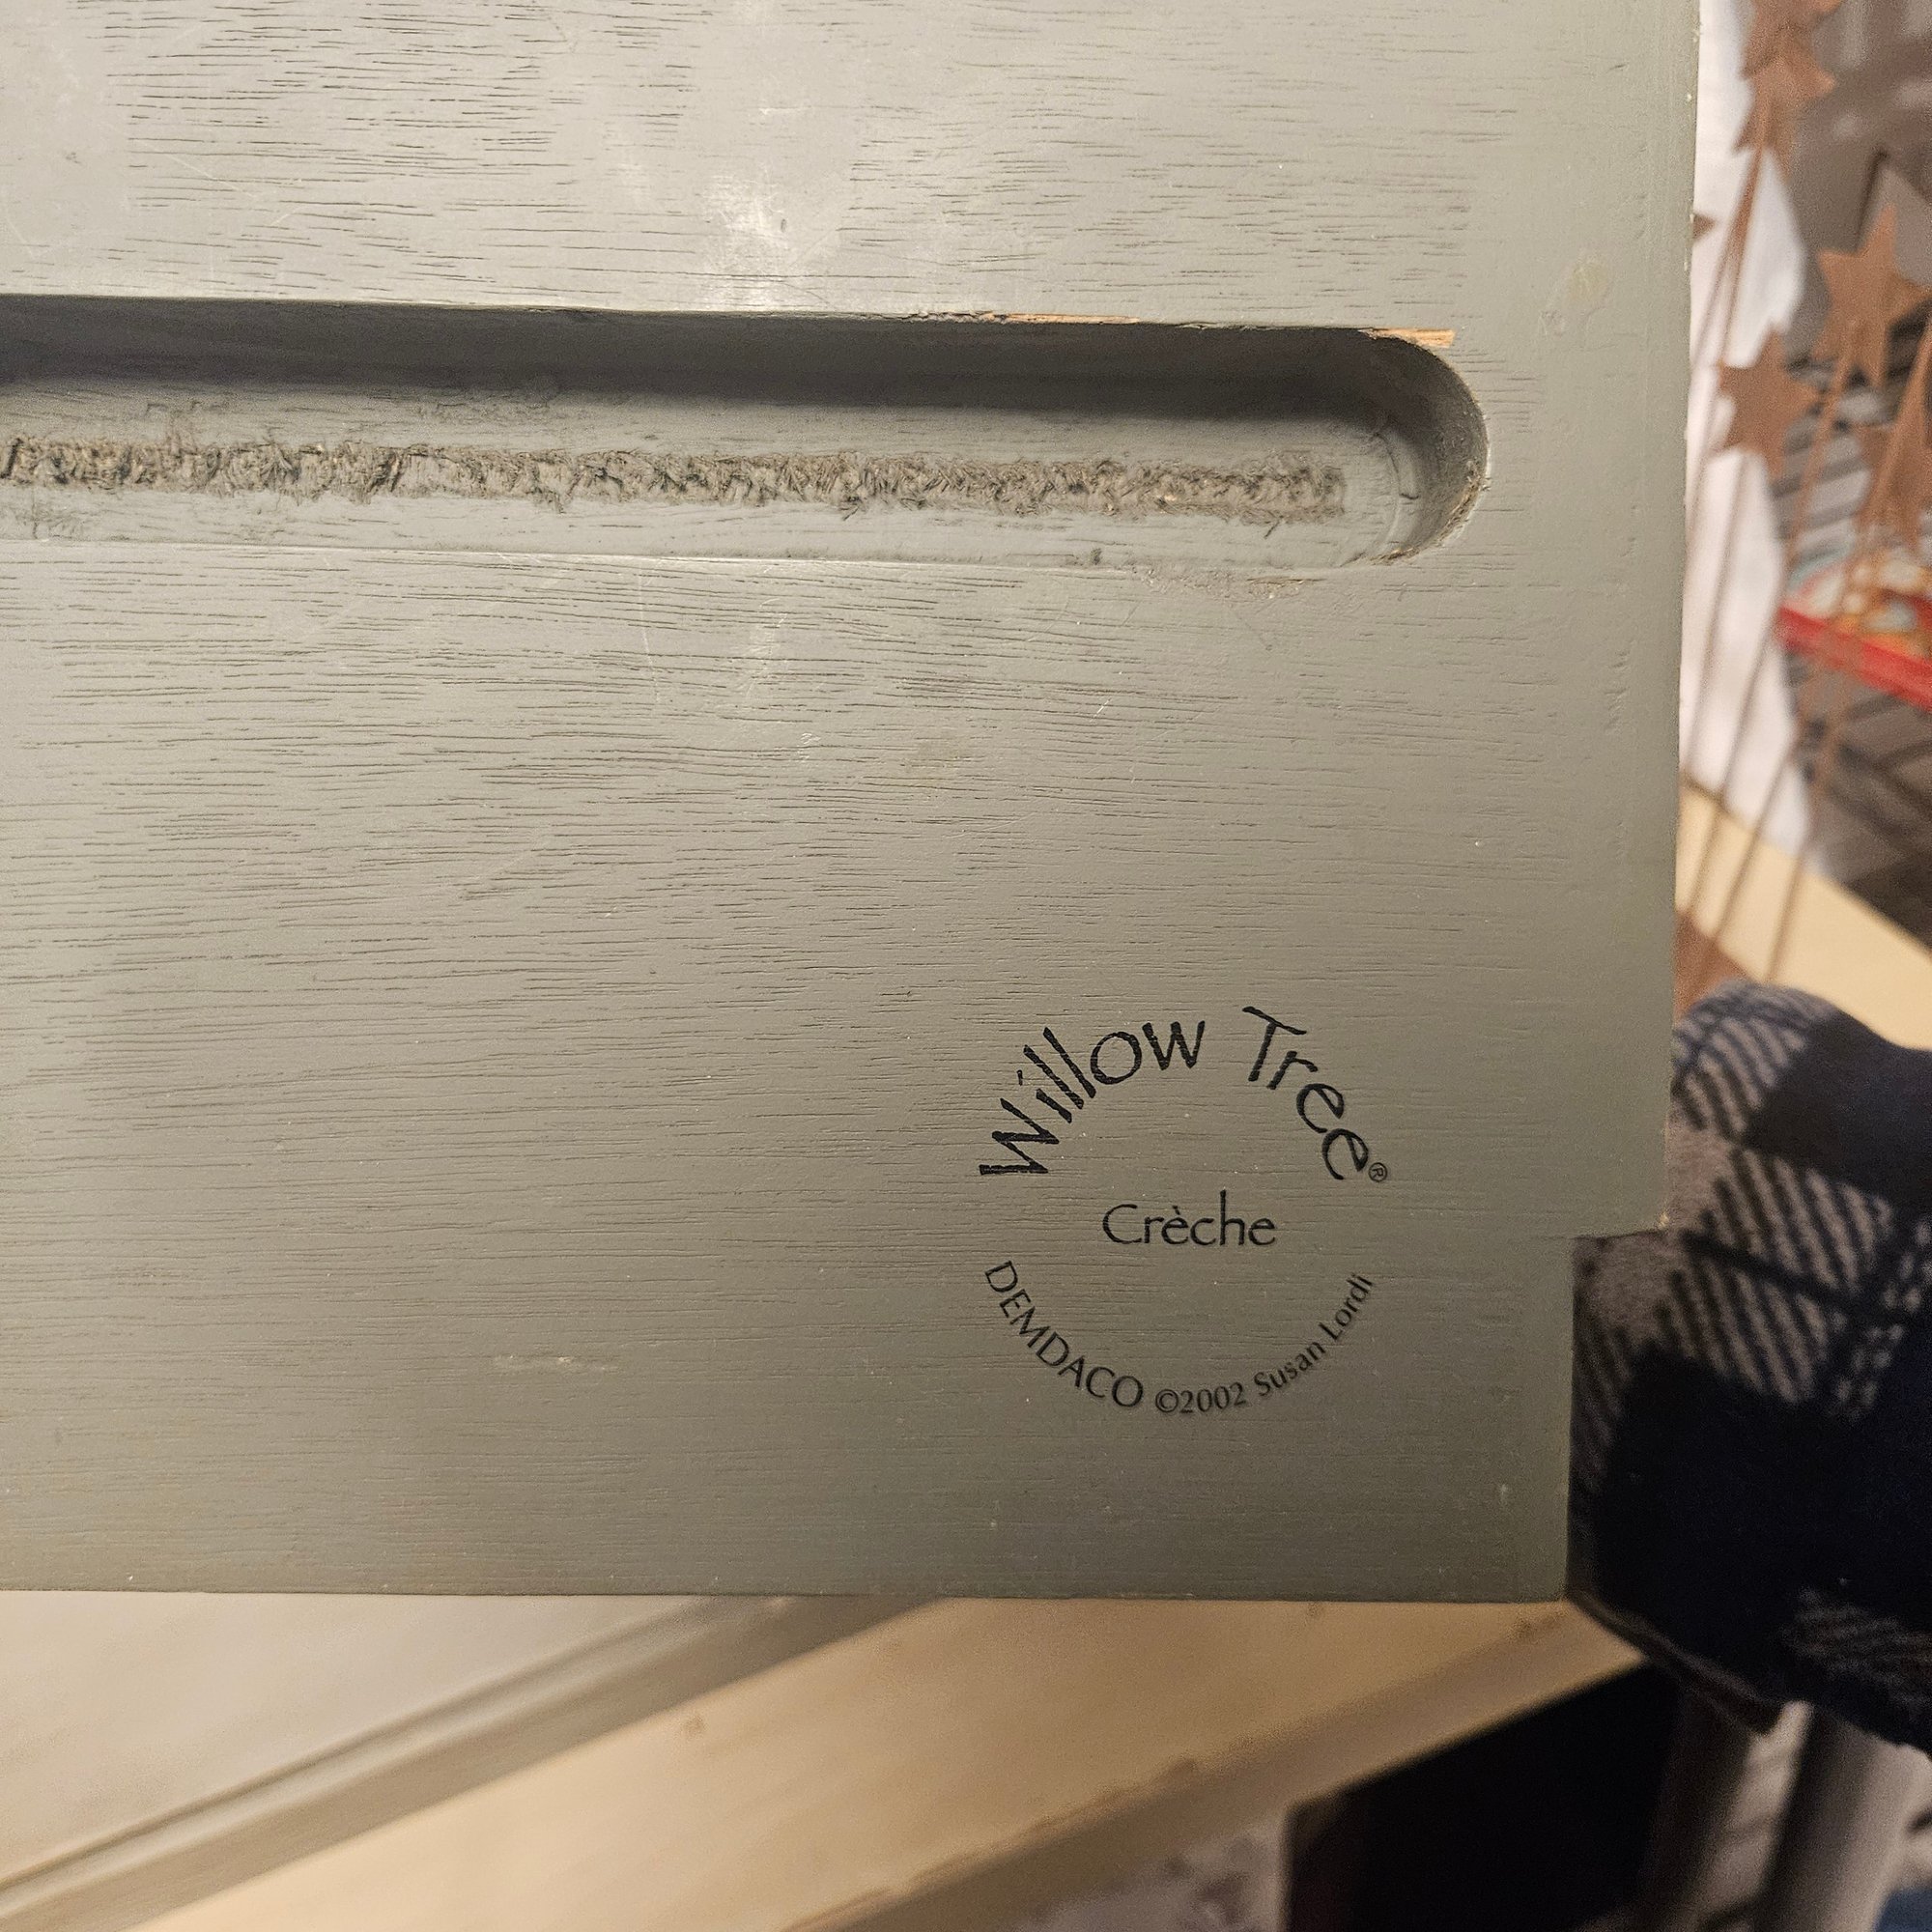 Willow Tree®
Crèche
DEMDACO ©2002 Susan Lordi